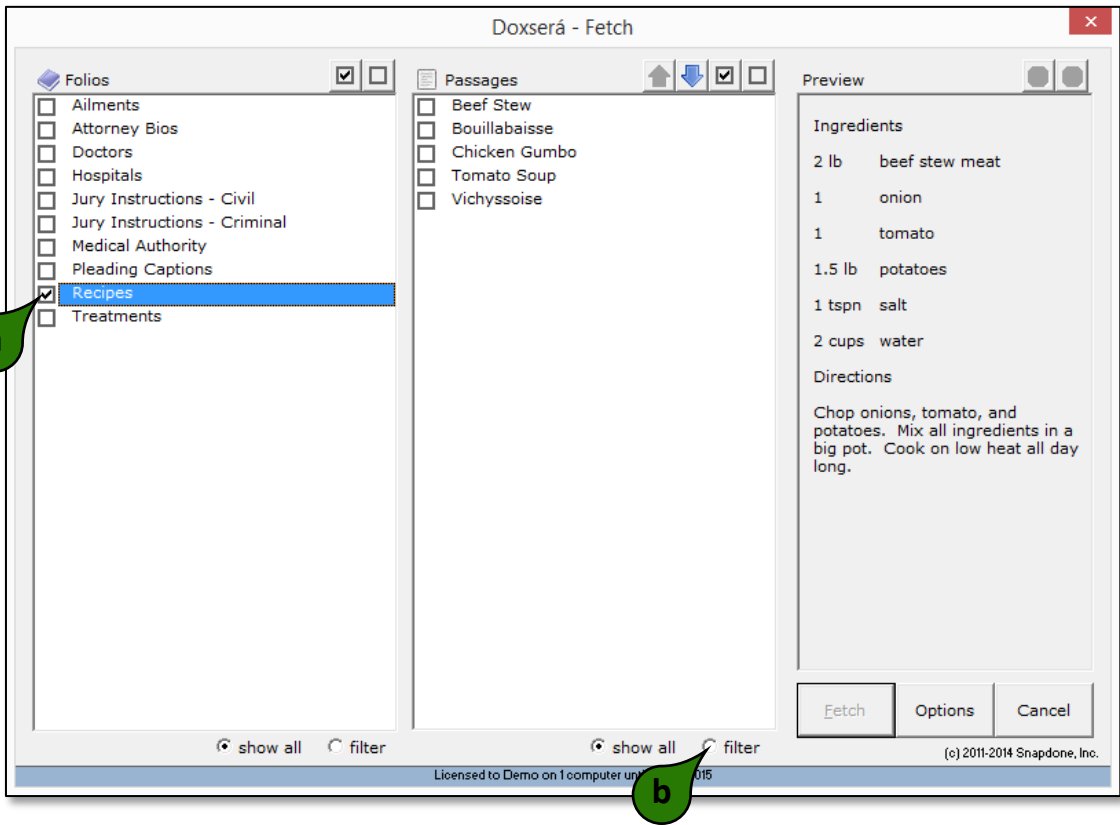 Doxserá - Fetch
Folios
Ailments
Attorney Bios
Doctors
Hospitals
Jury Instructions - Civil
Jury Instructions - Criminal
Medical Authority
Pleading Captions
Recipes
Treatments
show all filter
Passages
Beef Stew
Bouillabaisse
Chicken Gumbo
Tomato Soup
Vichyssoise
show all filter
b
Preview
Ingredients
2 lb beef stew meat
1 onion
1 tomato
1.5 lb potatoes
1 tspn salt
2 cups water
Directions
Chop onions, tomato, and
potatoes. Mix all ingredients in a
big pot. Cook on low heat all day
long.
Fetch Options Cancel
(c) 2011-2014 Snapdone, Inc.
Licensed to Demo on 1 computer